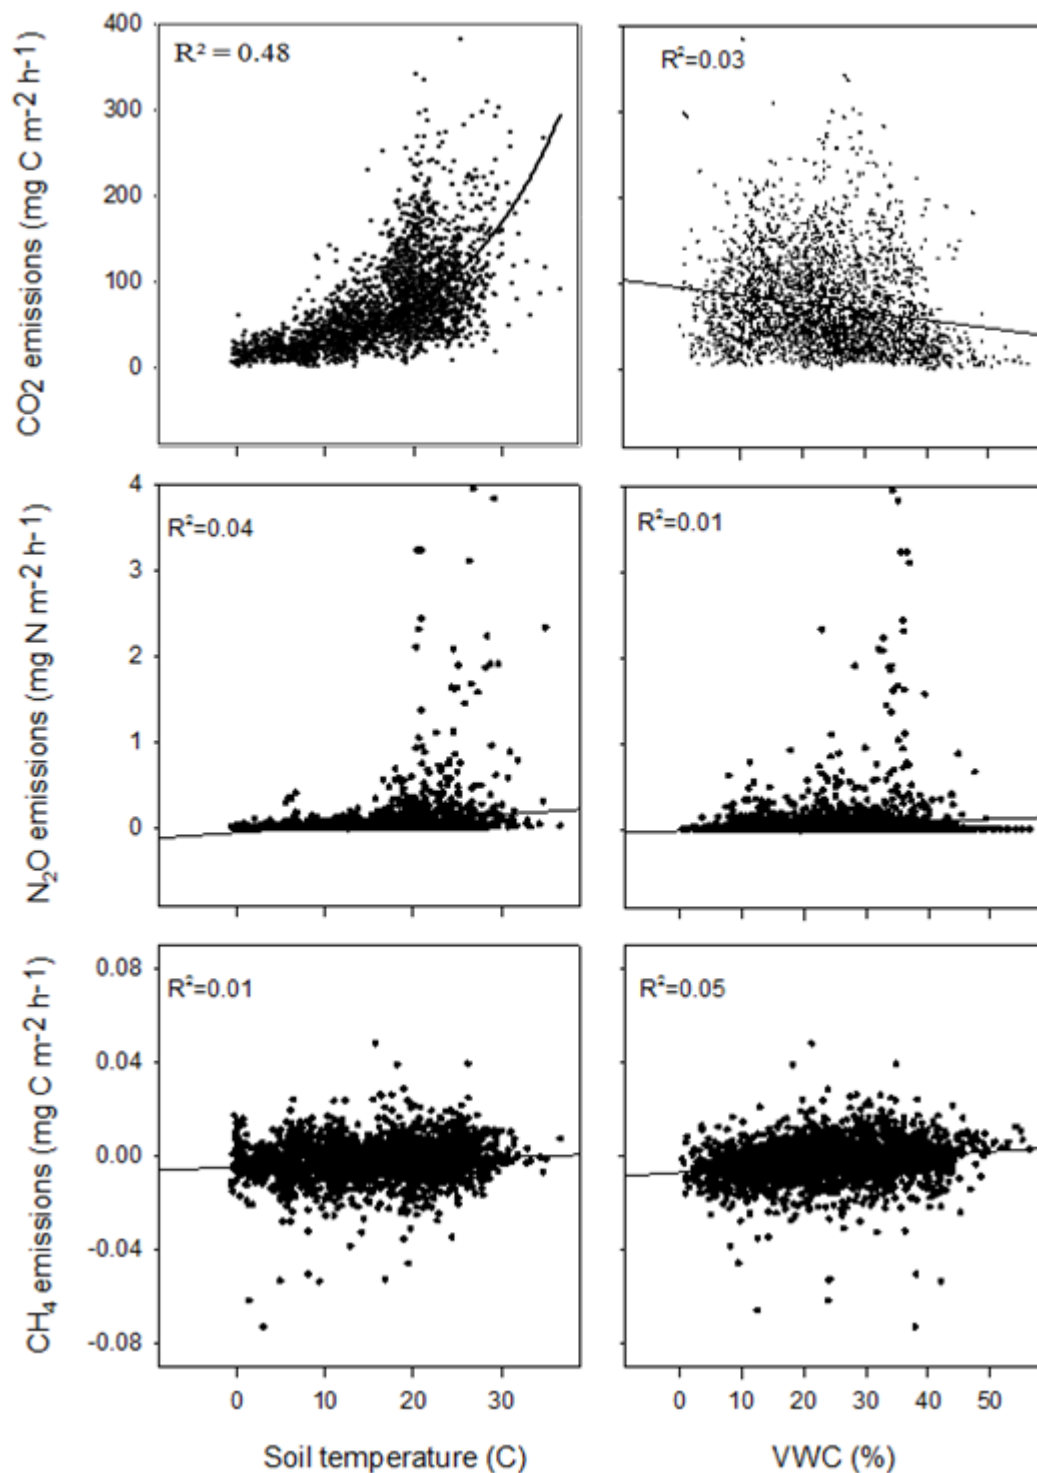 CO2 emissions (mg C m-2 h-1)
400
300
200
100
0
R² = 0.48
R²=0.03
N₂O emissions (mg N m-2 h-1)
4
3
2
1
0
R²=0.04
R²=0.01
CH₄ emissions (mg C m-2 h-1)
0.08
0.04
0.00
-0.04
-0.08
R²=0.01
R²=0.05
0 10 20 30
0 10 20 30 40 50
Soil temperature (C)
VWC (%)